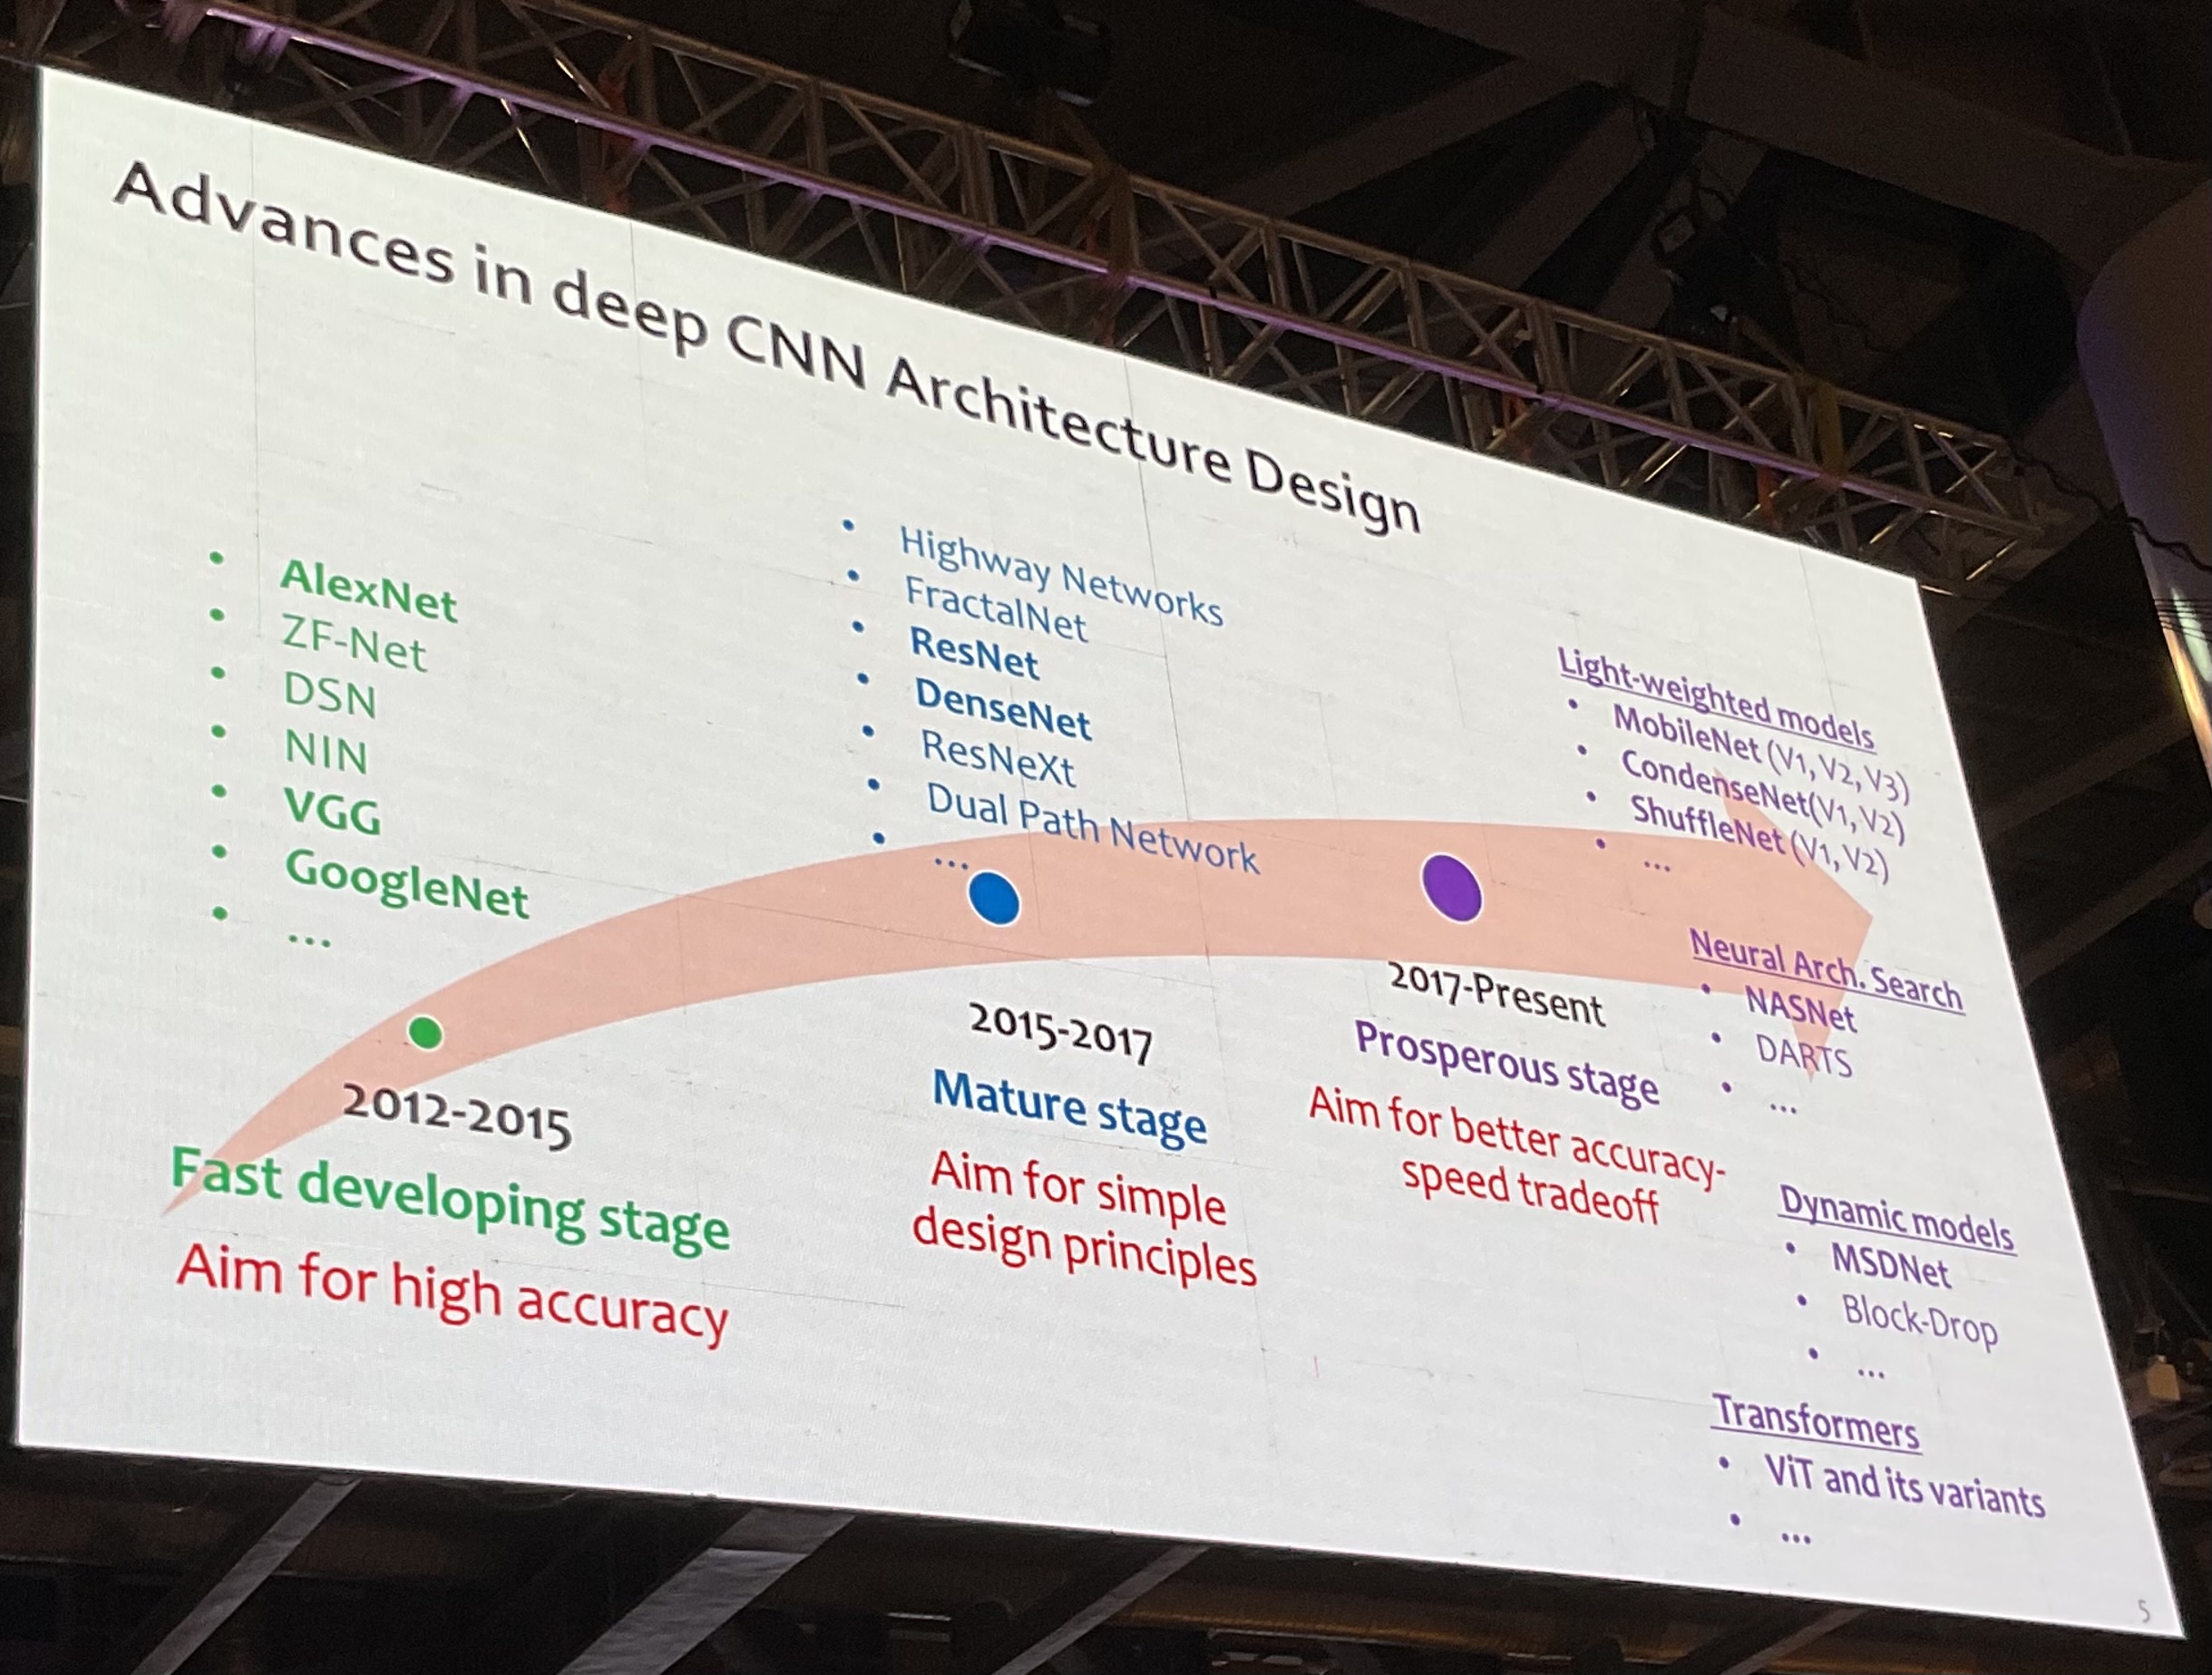 Advances in deep CNN Architecture Design
• AlexNet
• ZF-Net
• DSN
• NIN
• VGG
• GoogleNet
• ...
2012-2015
Fast developing stage
Aim for high accuracy
• Highway Networks
• FractalNet
• ResNet
• DenseNet
• ResNeXt
• Dual Path Network
• ...
2015-2017
Mature stage
Aim for simple
design principles
2017-Present
Prosperous stage
Aim for better accuracy-
speed tradeoff
Light-weighted models
• MobileNet (V1, V2, V3)
• CondenseNet(V1, V2)
• ShuffleNet (V1, V2)
• ...
Neural Arch. Search
• NASNet
• DARTS
• ...
Dynamic models
• MSDNet
• Block-Drop
• ...
Transformers
• ViT and its variants
• ...
5